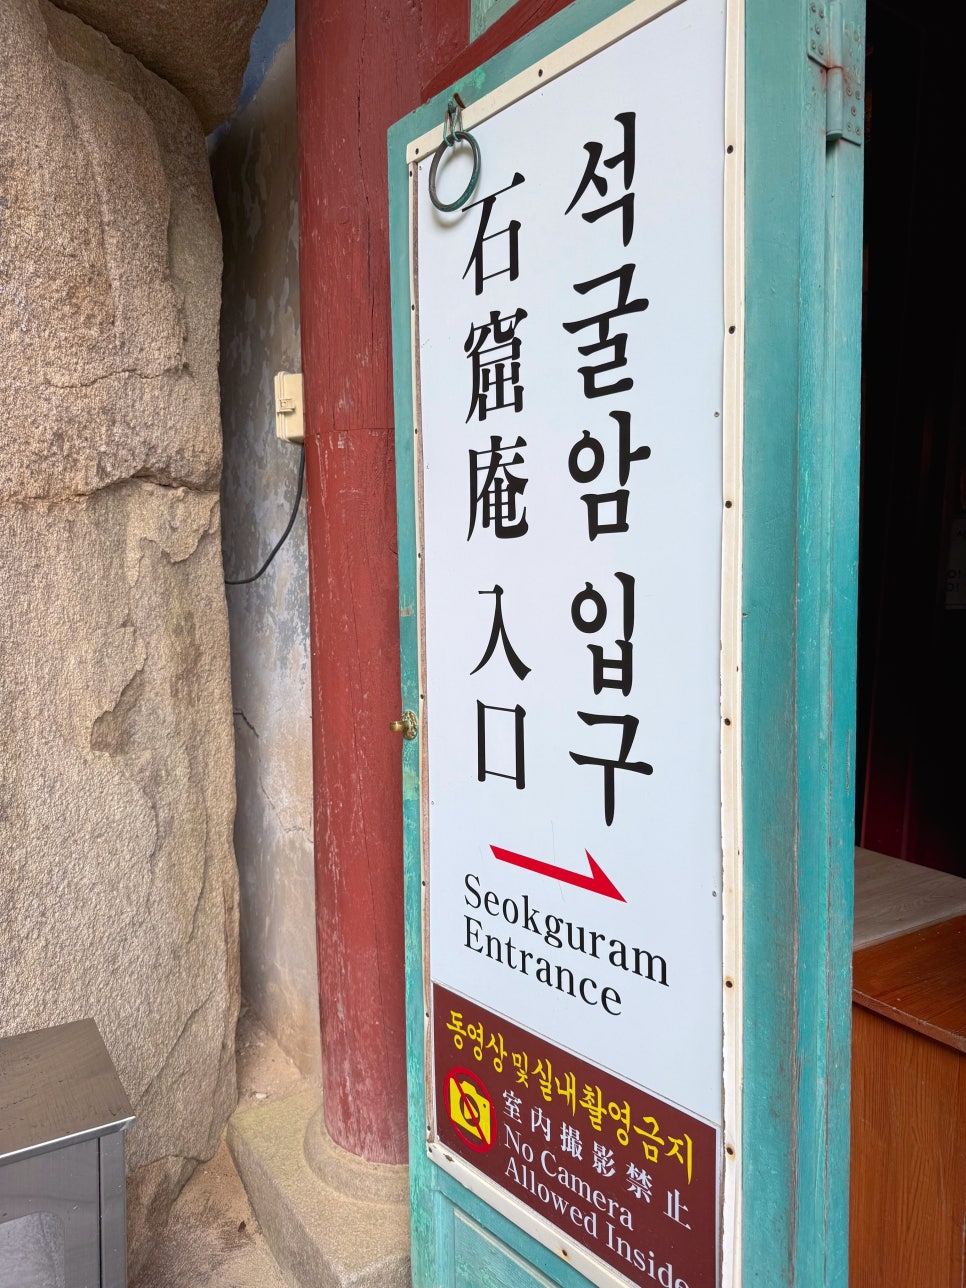 석굴암 입구
石窟庵 入口
Seokguram
Entrance
동영상 및 실내촬영금지
室内撮影禁止
No Camera
Allowed Inside